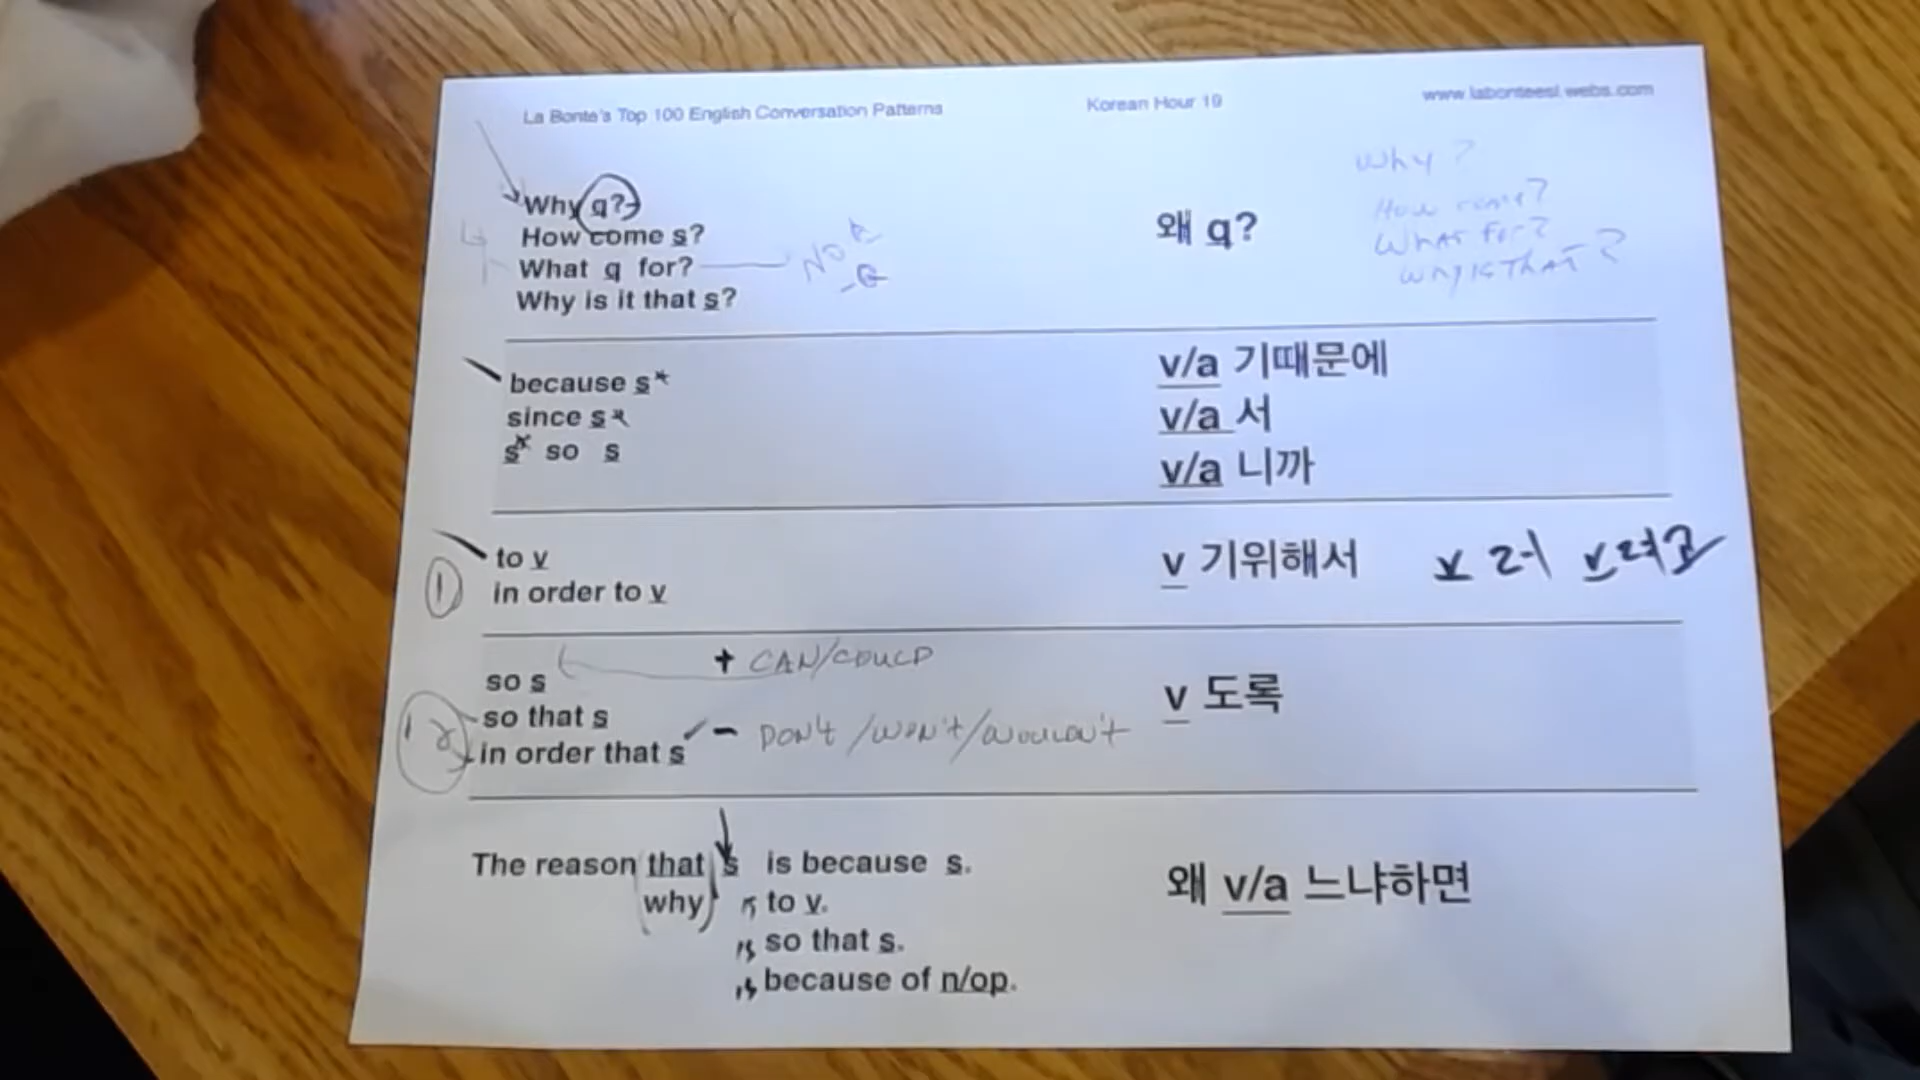 La Bonte's Top 100 English Conversation Patterns Korean Hour 19 www.labonteesl.webs.com
Why?
Why q?
How come s? 왜 q? How come?
What q for? NO What for?
Why is it that s? Why is that?
because s* v/a 기때문에
since s* v/a 서
s* so s v/a 니까
to v v 기위해서 v 러 v 려고
1 in order to v
+ CAN/COULD
so s v 도록
so that s
1 2 in order that s - DON'T/WON'T/WOULDN'T
The reason that s is because s. 왜 v/a 느냐하면
why is to v.
is so that s.
is because of n/op.